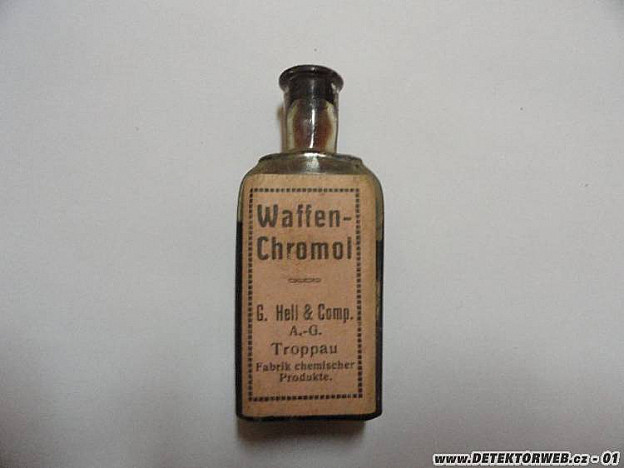 Waffen-
Chromol
G. Hell & Comp.
A.-G.
Troppau
Fabrik chemischer
Produkte.
www.DETEKTORWEB.cz - 01